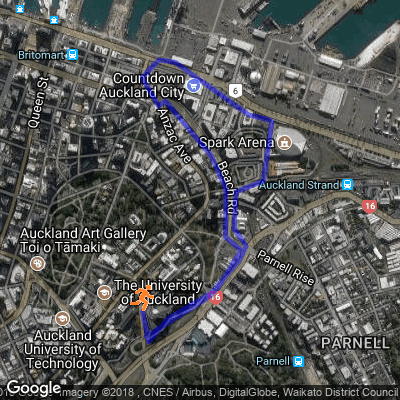 Britomart
Queen St
Countdown
Auckland City
6
Anzac Ave
Spark Arena
Beach Rd
Auckland Strand
16
Auckland Art Gallery
Toi o Tāmaki
Parnell Rise
The University
of Auckland
16
Auckland
University of
Technology
PARNELL
Parnell
Google
Imagery ©2018 , CNES / Airbus, DigitalGlobe, Waikato District Council